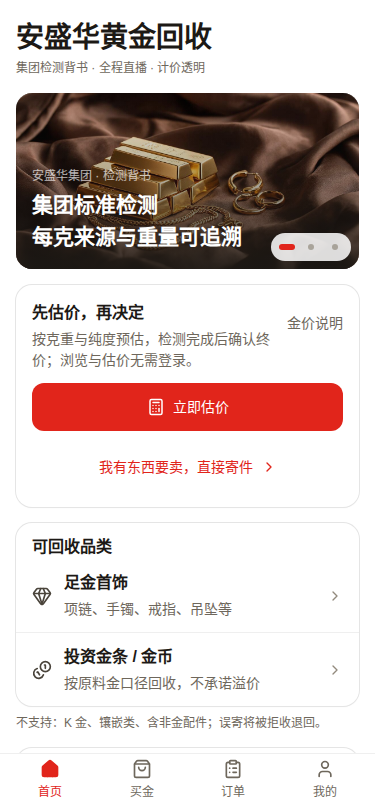 安盛华黄金回收
集团检测背书 · 全程直播 · 计价透明
安盛华集团 · 检测背书
集团标准检测
每克来源与重量可追溯
先估价，再决定
金价说明
按克重与纯度预估，检测完成后确认终
价；浏览与估价无需登录。
立即估价
我有东西要卖，直接寄件
可回收品类
足金首饰
项链、手镯、戒指、吊坠等
投资金条 / 金币
按原料金口径回收，不承诺溢价
不支持：K 金、镶嵌类、含非金配件；误寄将被拒收退回。
首页
买金
订单
我的